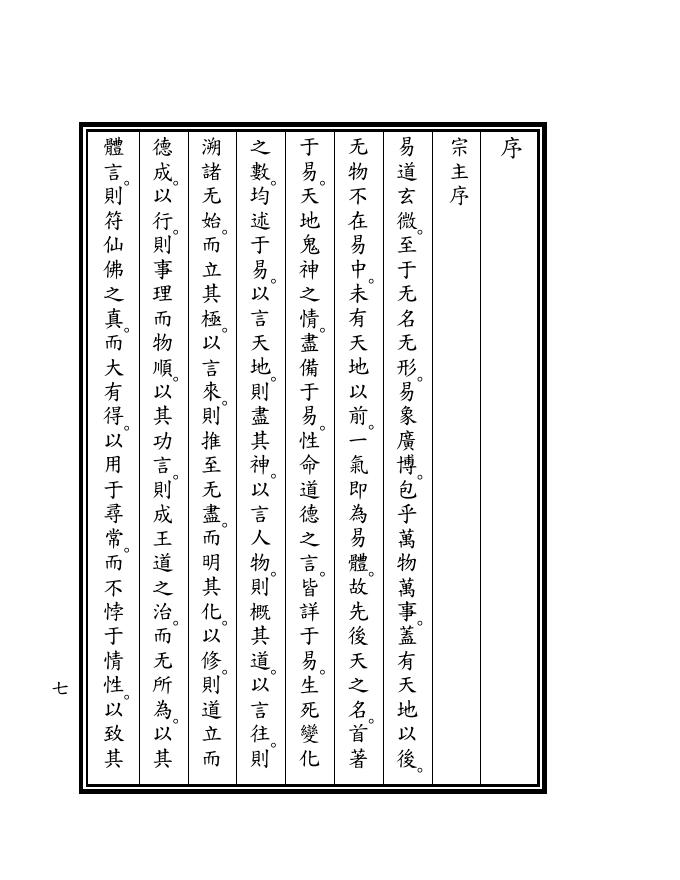 序
宗主序
易道玄微。至于无名无形。易象廣博。包乎萬物萬事。蓋有天地以後。
无物不在易中。未有天地以前。一氣即為易體。故先後天之名。首著
于易。天地鬼神之情。盡備于易。性命道德之言。皆詳于易。生死變化
之數。均述于易。以言天地。則盡其神。以言人物。則概其道。以言往。則
溯諸无始。而立其極。以言來。則推至无盡。而明其化。以修。則道立而
德成。以行。則事理而物順。以其功言。則成王道之治。而无所為。以其
體言。則符仙佛之真。而大有得。以用于尋常。而不悖于情性。以致其
七